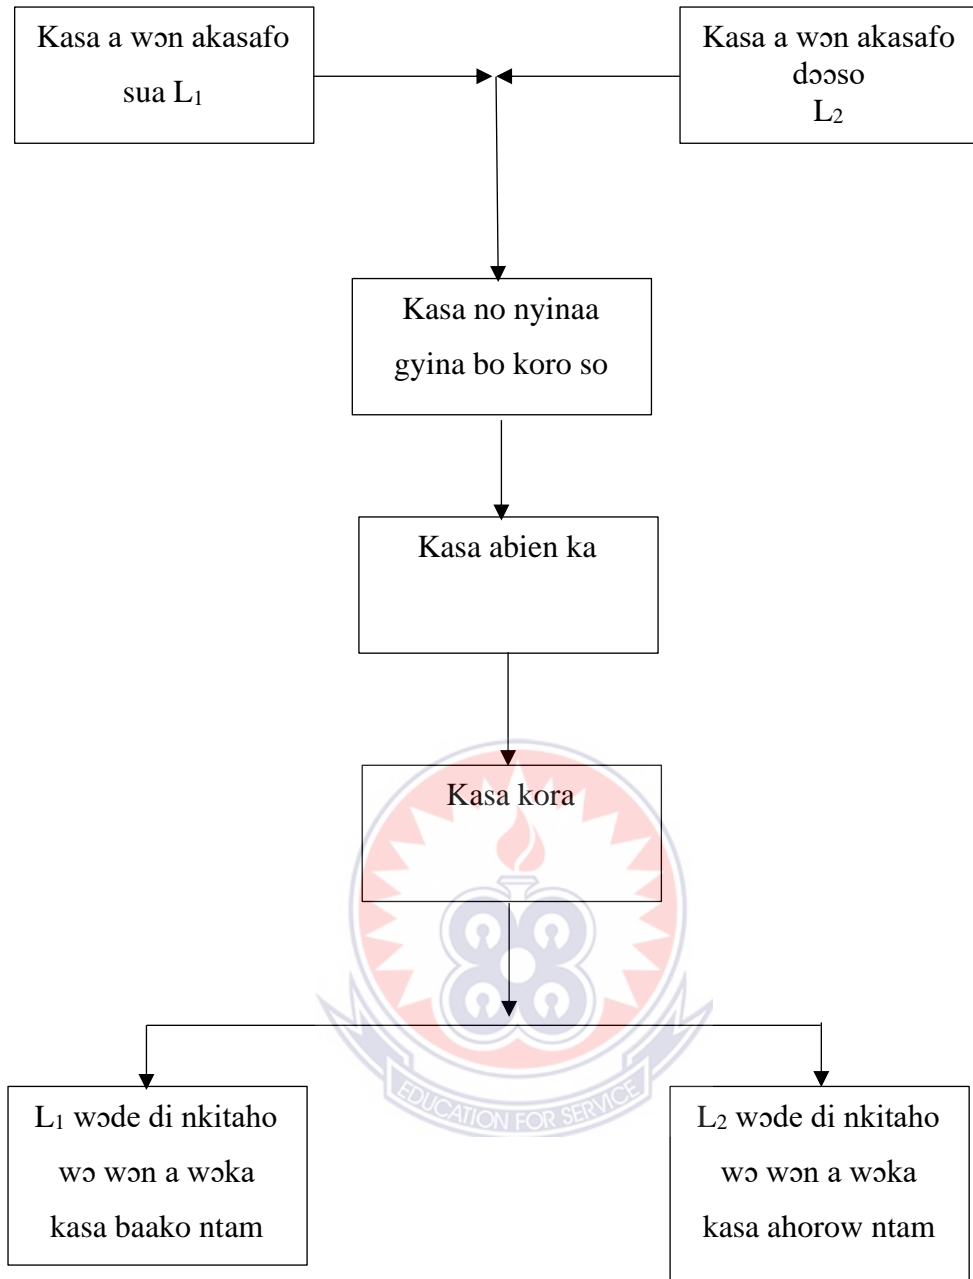 Kasa a wɔn akasafo
sua L₁
Kasa a wɔn akasafo
dɔɔso
L₂
Kasa no nyinaa
gyina bo koro so
Kasa abien ka
Kasa kora
EDUCATION FOR SERVICE
L₁ wɔde di nkitaho
wɔ wɔn a wɔka
kasa baako ntam
L₂ wɔde di nkitaho
wɔ wɔn a wɔka
kasa ahorow ntam